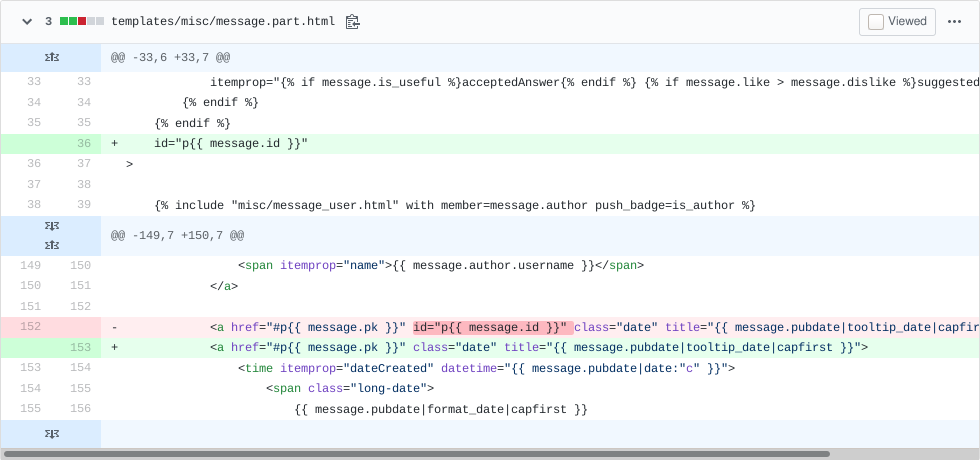 3 templates/misc/message.part.html Viewed
@@ -33,6 +33,7 @@
33 33 itemprop="{% if message.is_useful %}acceptedAnswer{% endif %} {% if message.like > message.dislike %}suggested
34 34 {% endif %}
35 35 {% endif %}
36 + id="p{{ message.id }}"
36 37 >
37 38
38 39 {% include "misc/message_user.html" with member=message.author push_badge=is_author %}
@@ -149,7 +150,7 @@
149 150 <span itemprop="name">{{ message.author.username }}</span>
150 151 </a>
151 152
152 - <a href="#p{{ message.pk }}" id="p{{ message.id }}" class="date" title="{{ message.pubdate|tooltip_date|capfir
153 + <a href="#p{{ message.pk }}" class="date" title="{{ message.pubdate|tooltip_date|capfirst }}">
153 154 <time itemprop="dateCreated" datetime="{{ message.pubdate|date:"c" }}">
154 155 <span class="long-date">
155 156 {{ message.pubdate|format_date|capfirst }}